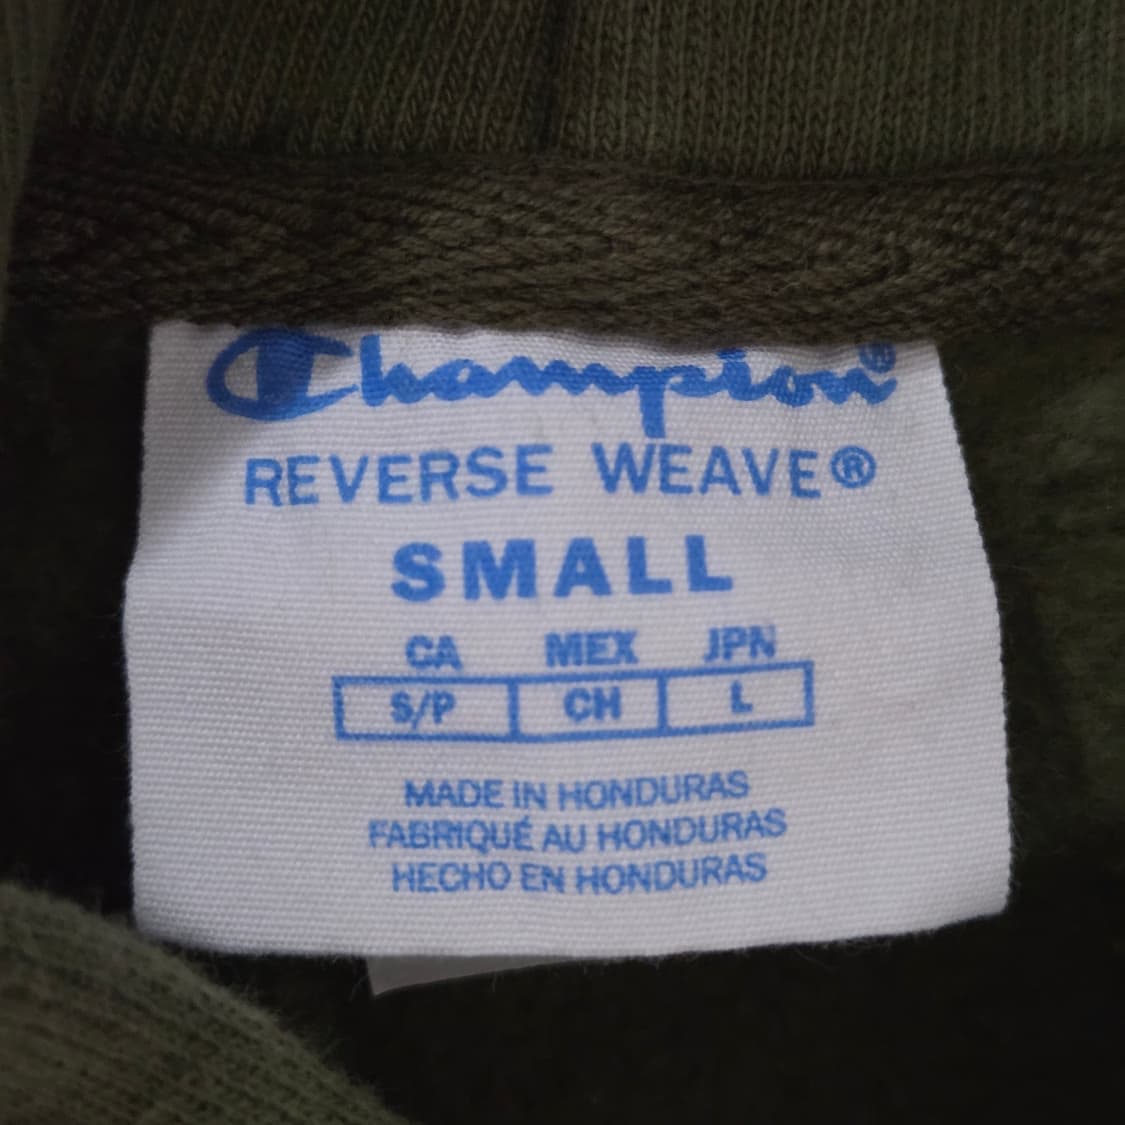 Champion®
REVERSE WEAVE®
SMALL
CA MEX JPN
S/P CH L
MADE IN HONDURAS
FABRIQUÉ AU HONDURAS
HECHO EN HONDURAS